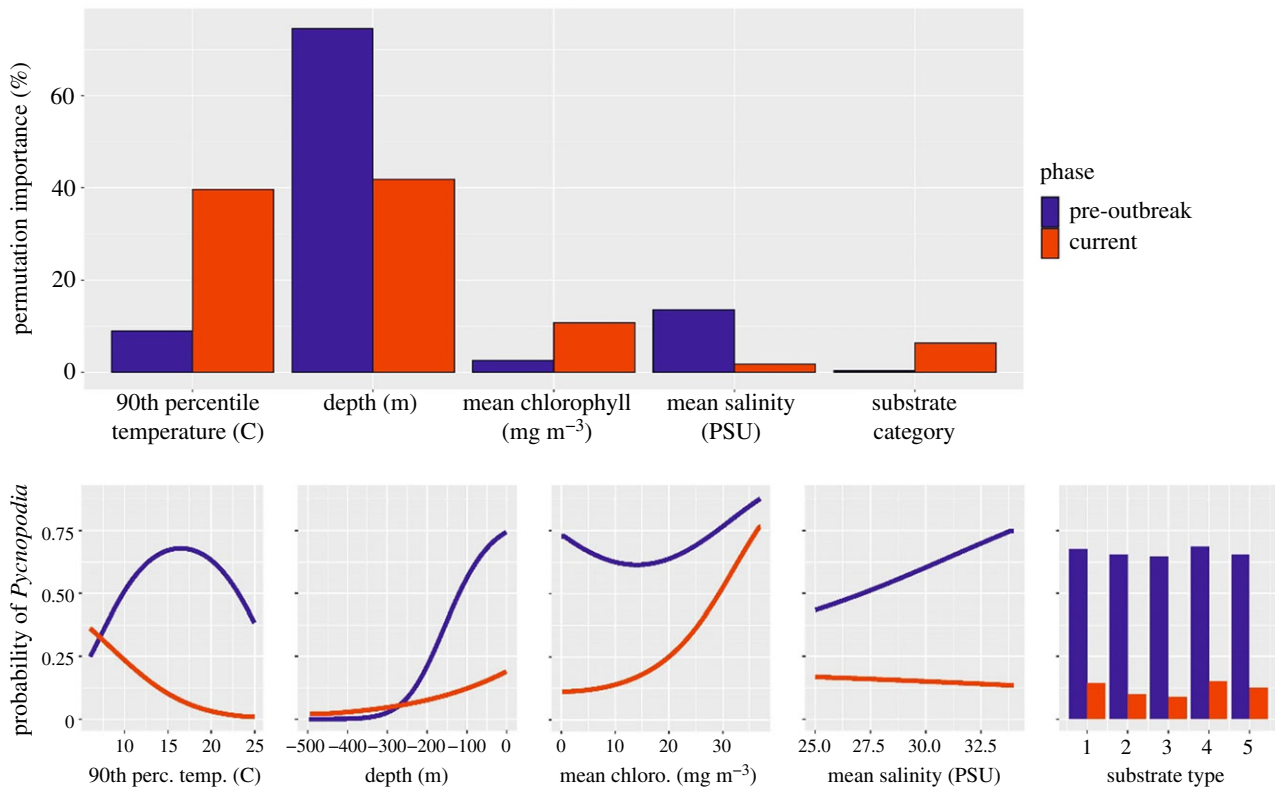 permutation importance (%)
60
40
20
0
90th percentile
temperature (C)
depth (m)
mean chlorophyll
(mg m⁻³)
mean salinity
(PSU)
substrate
category
phase
pre-outbreak
current
probability of Pycnopodia
0.75
0.50
0.25
0
10 15 20 25
90th perc. temp. (C)
−500 −400 −300 −200 −100 0
depth (m)
0 10 20 30
mean chloro. (mg m⁻³)
25.0 27.5 30.0 32.5
mean salinity (PSU)
1 2 3 4 5
substrate type